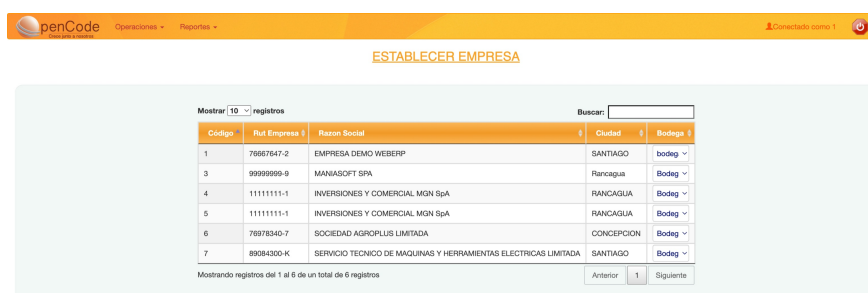 penCode Operaciones Reportes Conectado como 1
ESTABLECER EMPRESA
Mostrar 10 registros Buscar:
Código Rut Empresa Razon Social Ciudad Bodega
1 76667647-2 EMPRESA DEMO WEBERP SANTIAGO bodeg
3 99999999-9 MANIASOFT SPA Rancagua Bodeg
4 11111111-1 INVERSIONES Y COMERCIAL MGN SpA RANCAGUA Bodeg
5 11111111-1 INVERSIONES Y COMERCIAL MGN SpA RANCAGUA Bodeg
6 76978340-7 SOCIEDAD AGROPLUS LIMITADA CONCEPCION Bodeg
7 89084300-K SERVICIO TECNICO DE MAQUINAS Y HERRAMIENTAS ELECTRICAS LIMITADA SANTIAGO Bodeg
Mostrando registros del 1 al 6 de un total de 6 registros Anterior 1 Siguiente